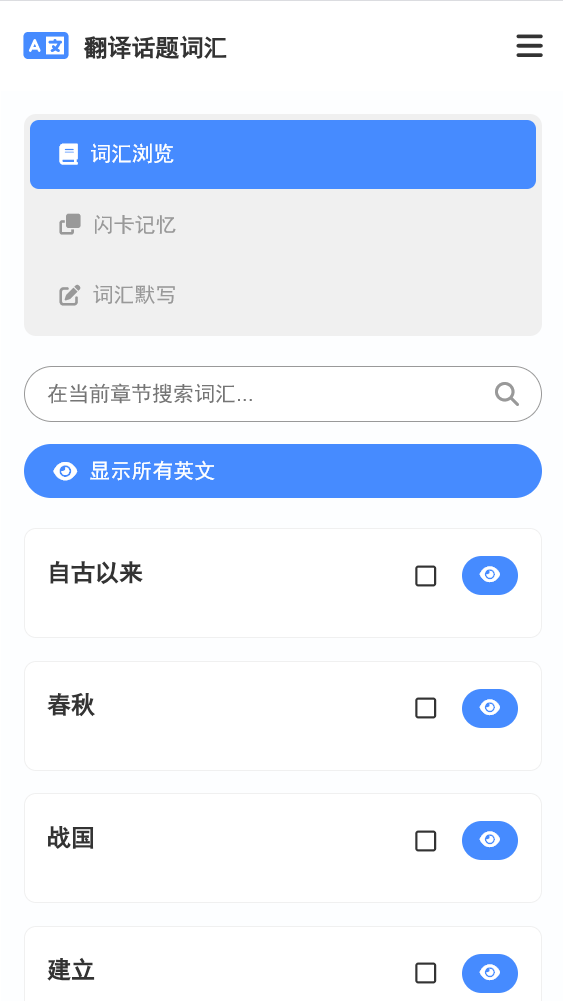 A 文 翻译话题词汇
词汇浏览
闪卡记忆
词汇默写
在当前章节搜索词汇...
显示所有英文
自古以来
春秋
战国
建立